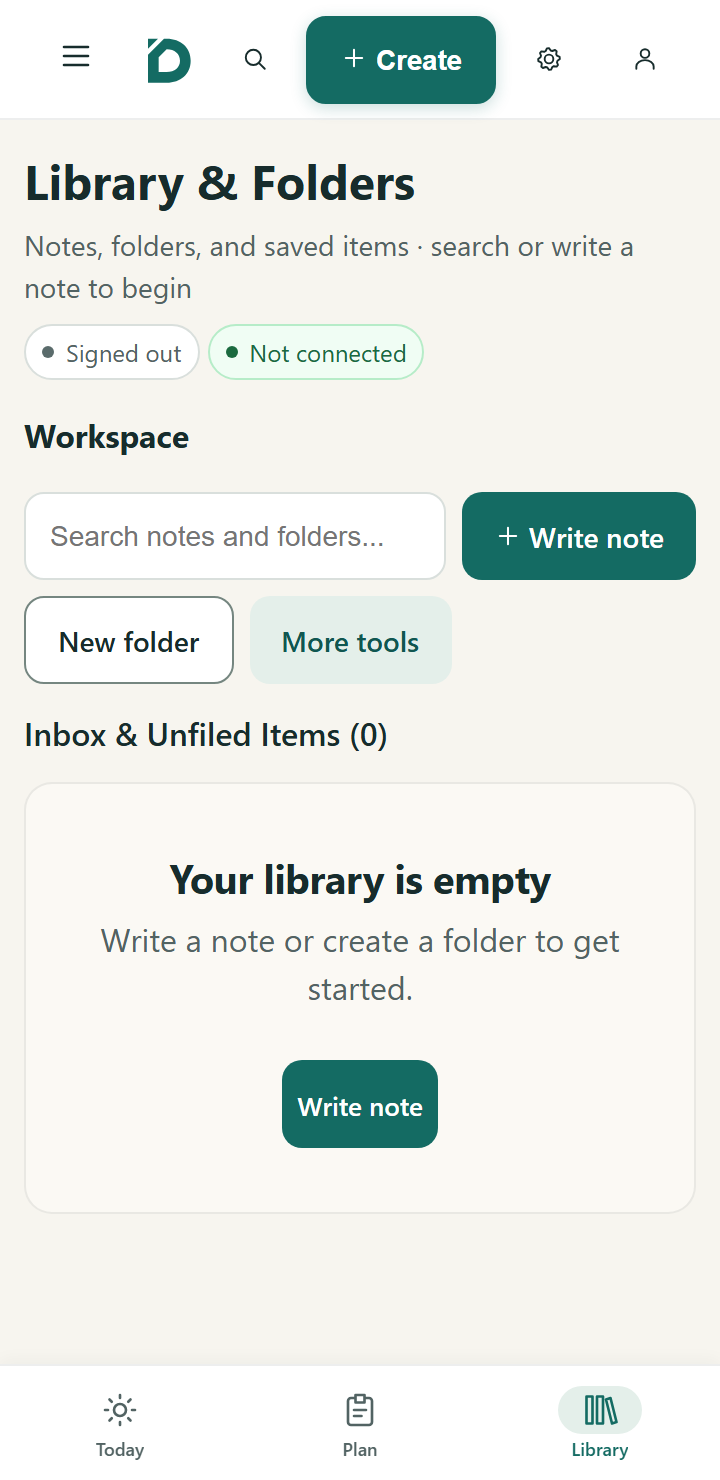 + Create
Library & Folders
Notes, folders, and saved items · search or write a
note to begin
Signed out
Not connected
Workspace
Search notes and folders...
+ Write note
New folder
More tools
Inbox & Unfiled Items (0)
Your library is empty
Write a note or create a folder to get
started.
Write note
Today
Plan
Library